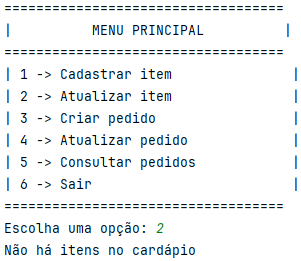 ===================================
|          MENU PRINCIPAL          |
===================================
| 1 -> Cadastrar item               |
| 2 -> Atualizar item               |
| 3 -> Criar pedido                 |
| 4 -> Atualizar pedido             |
| 5 -> Consultar pedidos            |
| 6 -> Sair                         |
===================================
Escolha uma opção: 2
Não há itens no cardápio